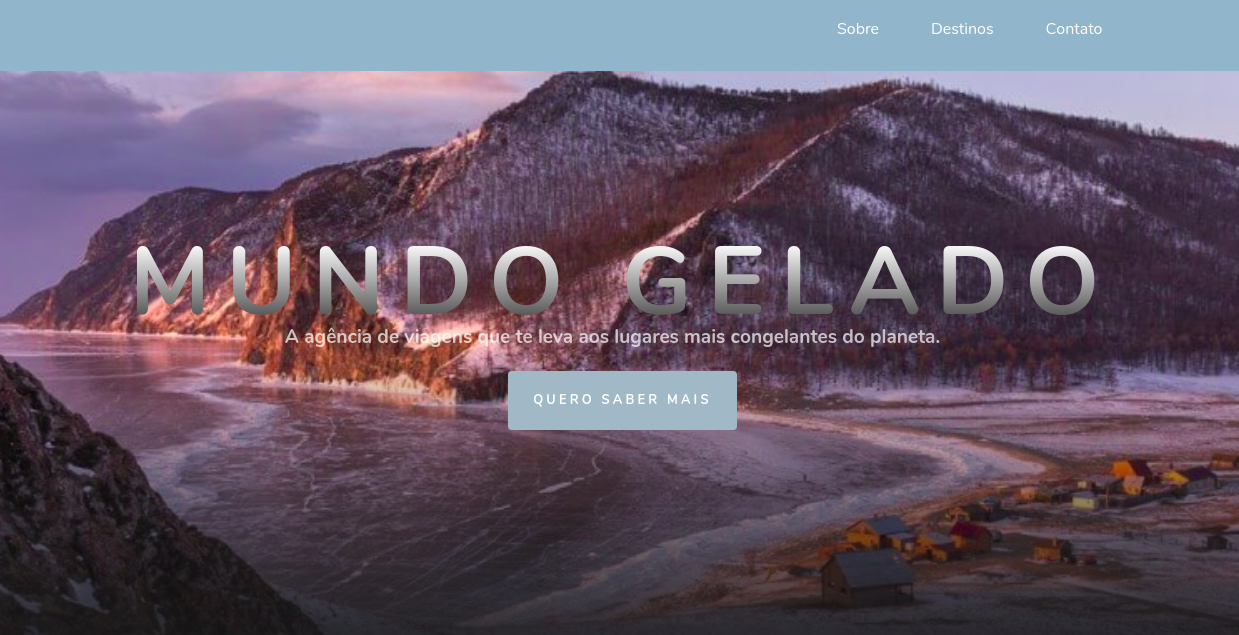 Sobre Destinos Contato
MUNDO GELADO
A agência de viagens que te leva aos lugares mais congelantes do planeta.
QUERO SABER MAIS